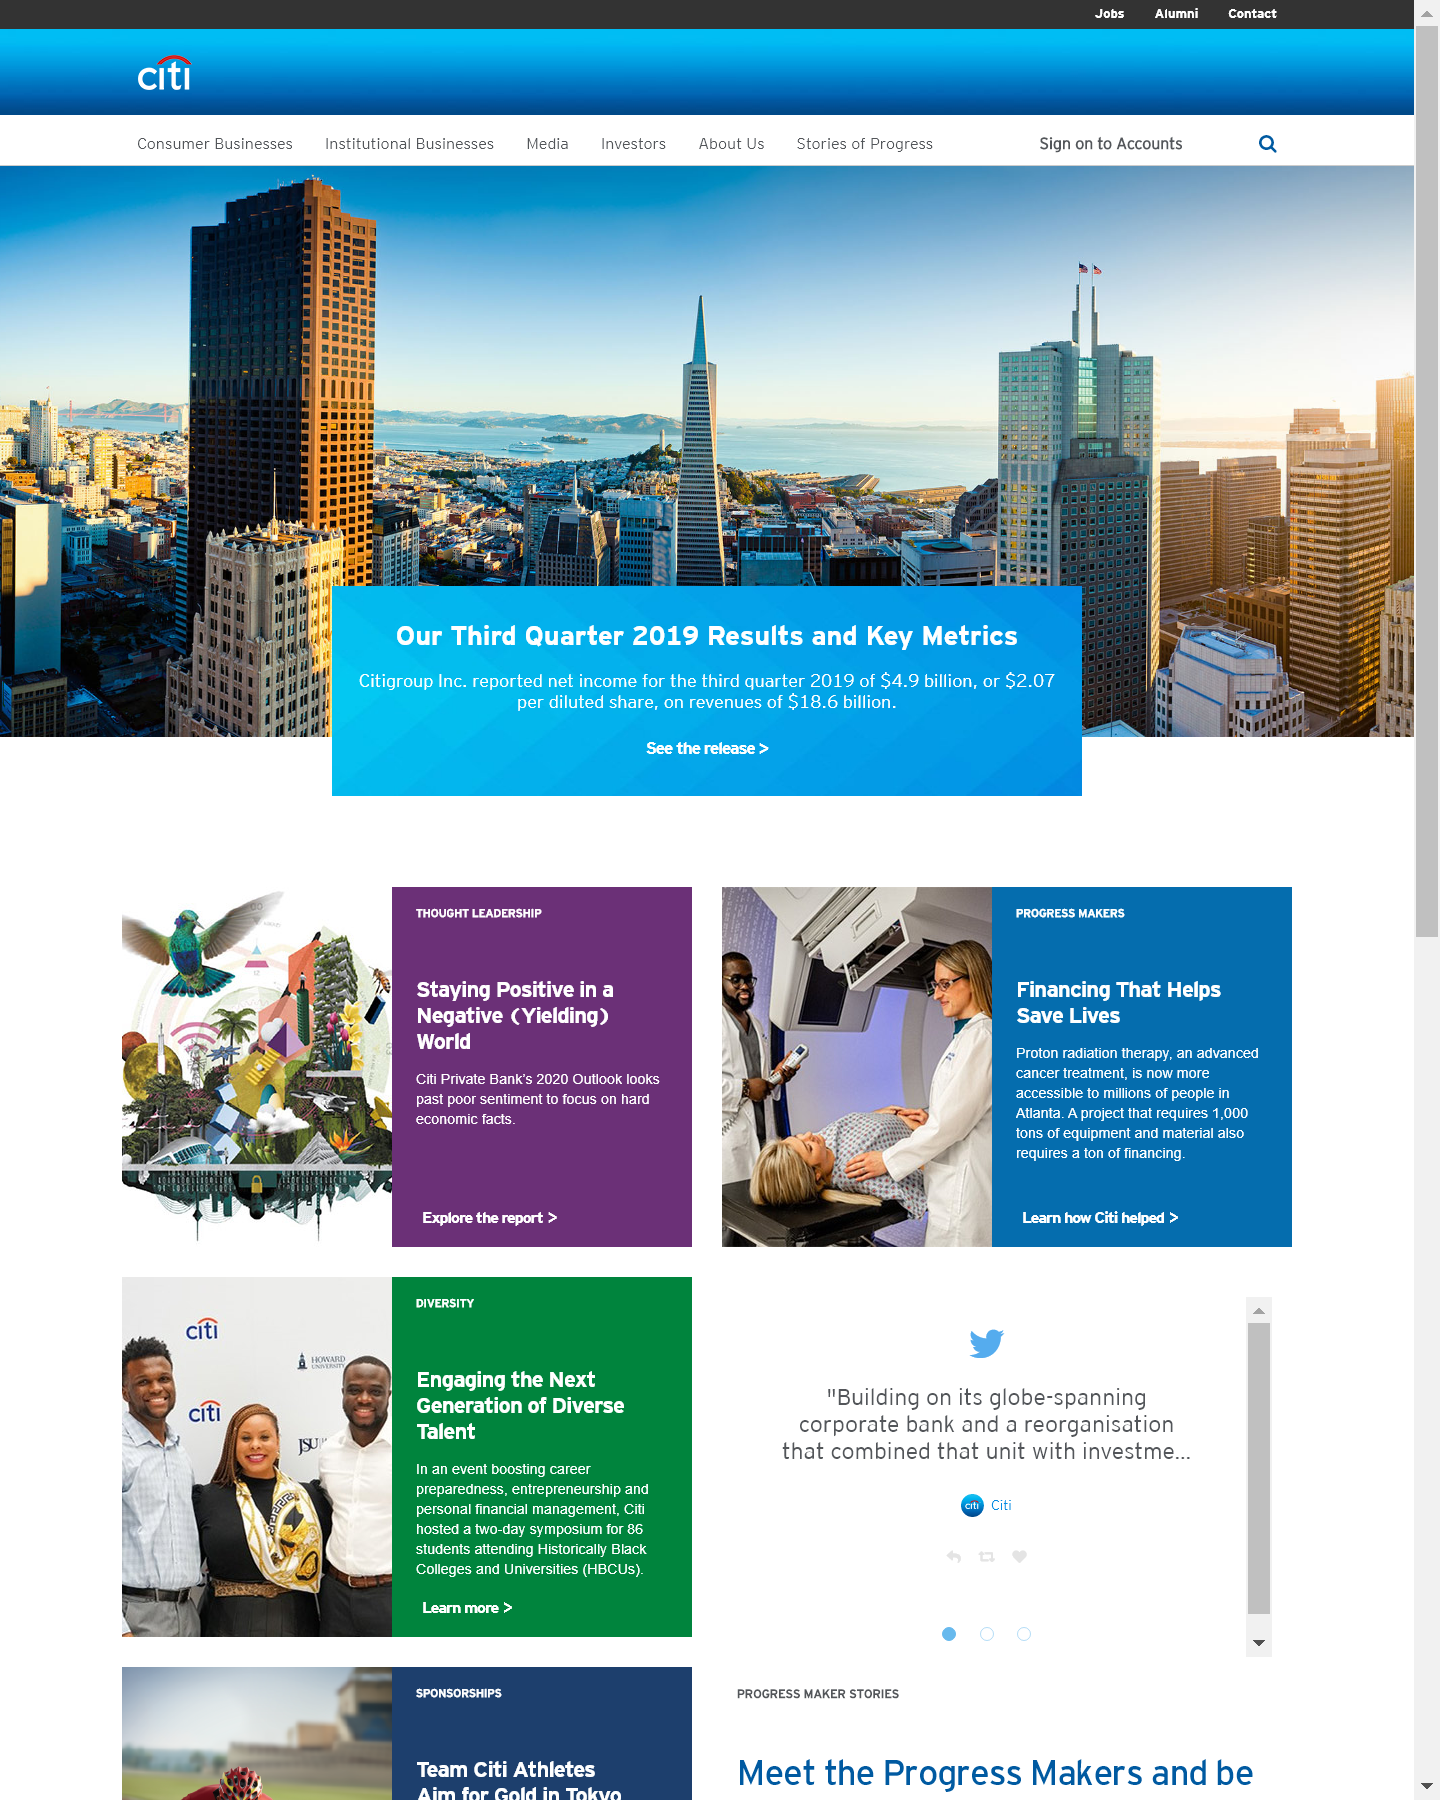 Jobs Alumni Contact
citi
Consumer Businesses Institutional Businesses Media Investors About Us Stories of Progress Sign on to Accounts
Our Third Quarter 2019 Results and Key Metrics
Citigroup Inc. reported net income for the third quarter 2019 of $4.9 billion, or $2.07
per diluted share, on revenues of $18.6 billion.
See the release >
THOUGHT LEADERSHIP
Staying Positive in a
Negative (Yielding)
World
Citi Private Bank's 2020 Outlook looks
past poor sentiment to focus on hard
economic facts.
Explore the report >
PROGRESS MAKERS
Financing That Helps
Save Lives
Proton radiation therapy, an advanced
cancer treatment, is now more
accessible to millions of people in
Atlanta. A project that requires 1,000
tons of equipment and material also
requires a ton of financing.
Learn how Citi helped >
citi
HOWARD
UNIVERSITY
citi
JSU
DIVERSITY
Engaging the Next
Generation of Diverse
Talent
In an event boosting career
preparedness, entrepreneurship and
personal financial management, Citi
hosted a two-day symposium for 86
students attending Historically Black
Colleges and Universities (HBCUs).
Learn more >
"Building on its globe-spanning
corporate bank and a reorganisation
that combined that unit with investme...
citi Citi
SPONSORSHIPS
Team Citi Athletes
Aim for Gold in Tokyo
PROGRESS MAKER STORIES
Meet the Progress Makers and be